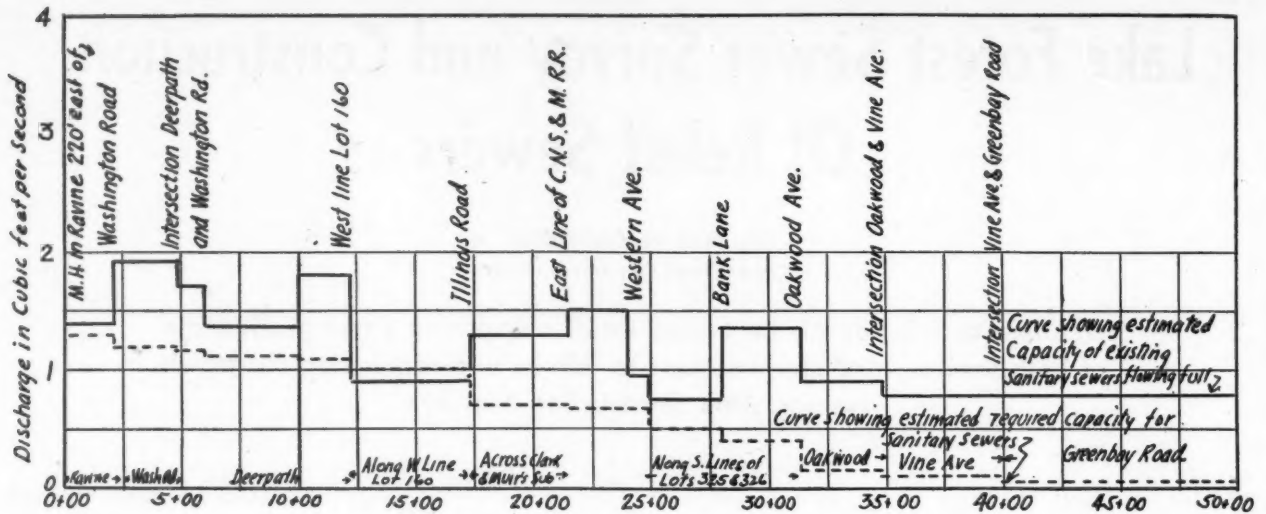 Lake Forest Sewer Survey and Construction
Of Relief Sewers
4
3
2
1
0
Discharge in Cubic feet per second
M.H. in Ravine 220' east of
Washington Road
Intersection Deerpath
and Washington Rd.
West line Lot 160
Illinois Road
East Line of C.N.S. & M. R.R.
Western Ave.
Bank Lane
Oakwood Ave.
Intersection Oakwood & Vine Ave.
Intersection Vine Ave. & Greenbay Road
Curve showing estimated
Capacity of existing
Sanitary sewers flowing full
Curve showing estimated required capacity for
Sanitary Sewers
Ravine
Wash Rd.
Deerpath
Along W. Line
Lot 160
Across Clark
& Muir's Sub
Along S. Lines of
Lots 325 & 326
Oakwood
Vine Ave
Greenbay Road
0+00
5+00
10+00
15+00
20+00
25+00
30+00
35+00
40+00
45+00
50+00